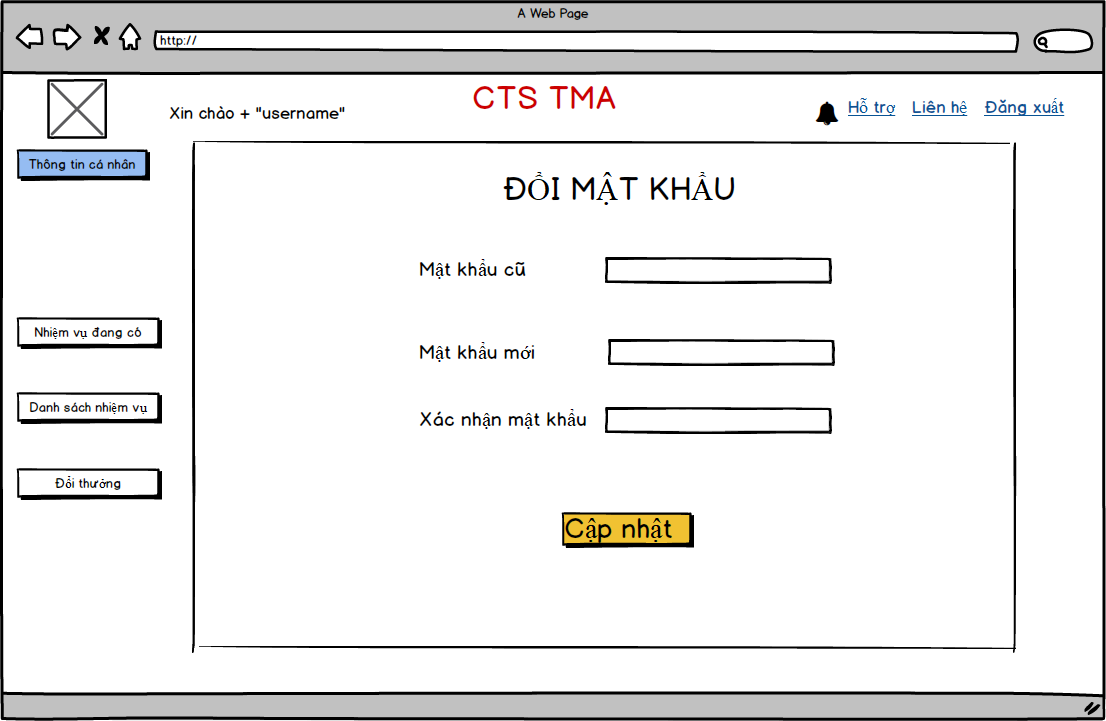 A Web Page
http://
CTS TMA
Xin chào + "username"
Hỗ trợ Liên hệ Đăng xuất
Thông tin cá nhân
ĐỔI MẬT KHẨU
Mật khẩu cũ
Nhiệm vụ đang có
Mật khẩu mới
Danh sách nhiệm vụ
Xác nhận mật khẩu
Đổi thưởng
Cập nhật